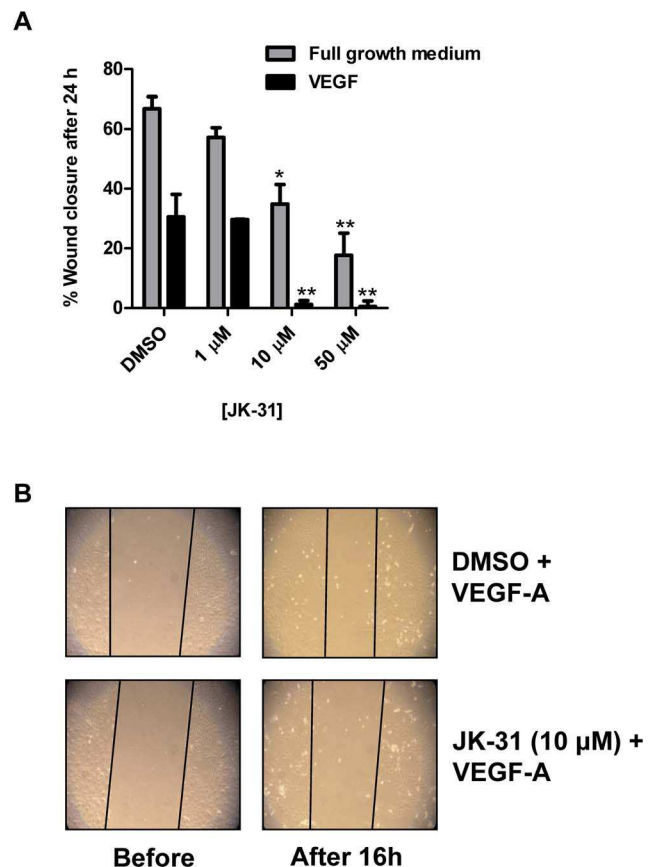 A
Full growth medium
VEGF
% Wound closure after 24 h
80
60
40
20
0
*
**
**
**
DMSO
1 µM
10 µM
50 µM
[JK-31]
B
DMSO +
VEGF-A
JK-31 (10 µM) +
VEGF-A
Before
After 16h